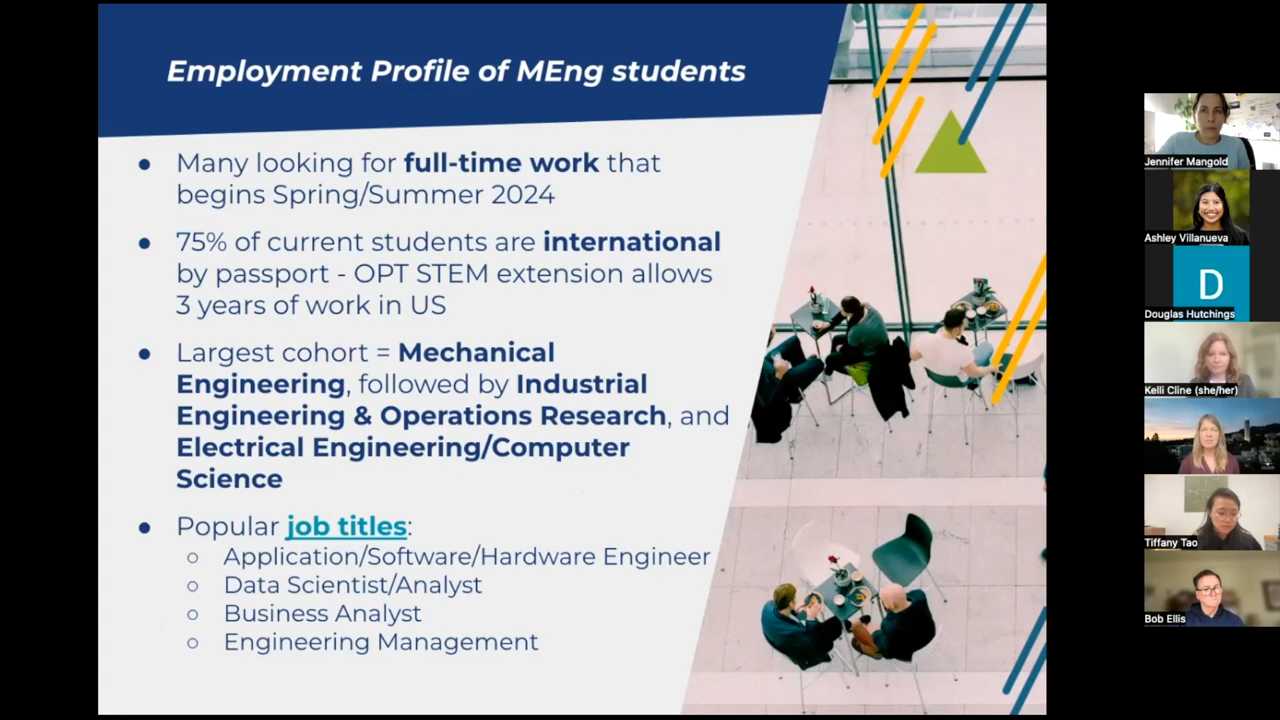 Employment Profile of MEng students
● Many looking for full-time work that
begins Spring/Summer 2024
● 75% of current students are international
by passport - OPT STEM extension allows
3 years of work in US
● Largest cohort = Mechanical
Engineering, followed by Industrial
Engineering & Operations Research, and
Electrical Engineering/Computer
Science
● Popular job titles:
○ Application/Software/Hardware Engineer
○ Data Scientist/Analyst
○ Business Analyst
○ Engineering Management
Jennifer Mangold
Ashley Villanueva
D
Douglas Hutchings
Kelli Cline (she/her)
Tiffany Tao
Bob Ellis